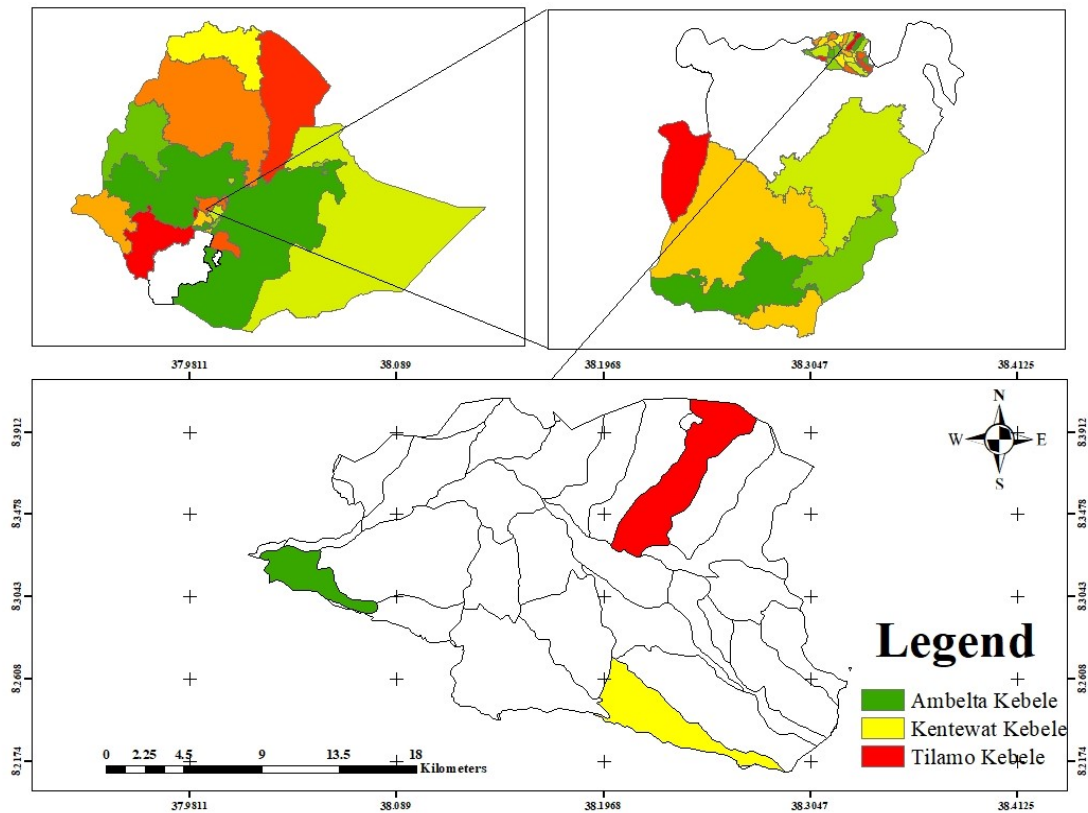 37.9811 38.089 38.1968 38.3047 38.4125
8.3912 8.3912
8.3478 8.3478
8.3043 8.3043
8.2608 8.2608
8.2174 8.2174
N
W E
S
Legend
Ambelta Kebele
Kentewat Kebele
Tilamo Kebele
0 2.25 4.5 9 13.5 18
Kilometers
37.9811 38.089 38.1968 38.3047 38.4125